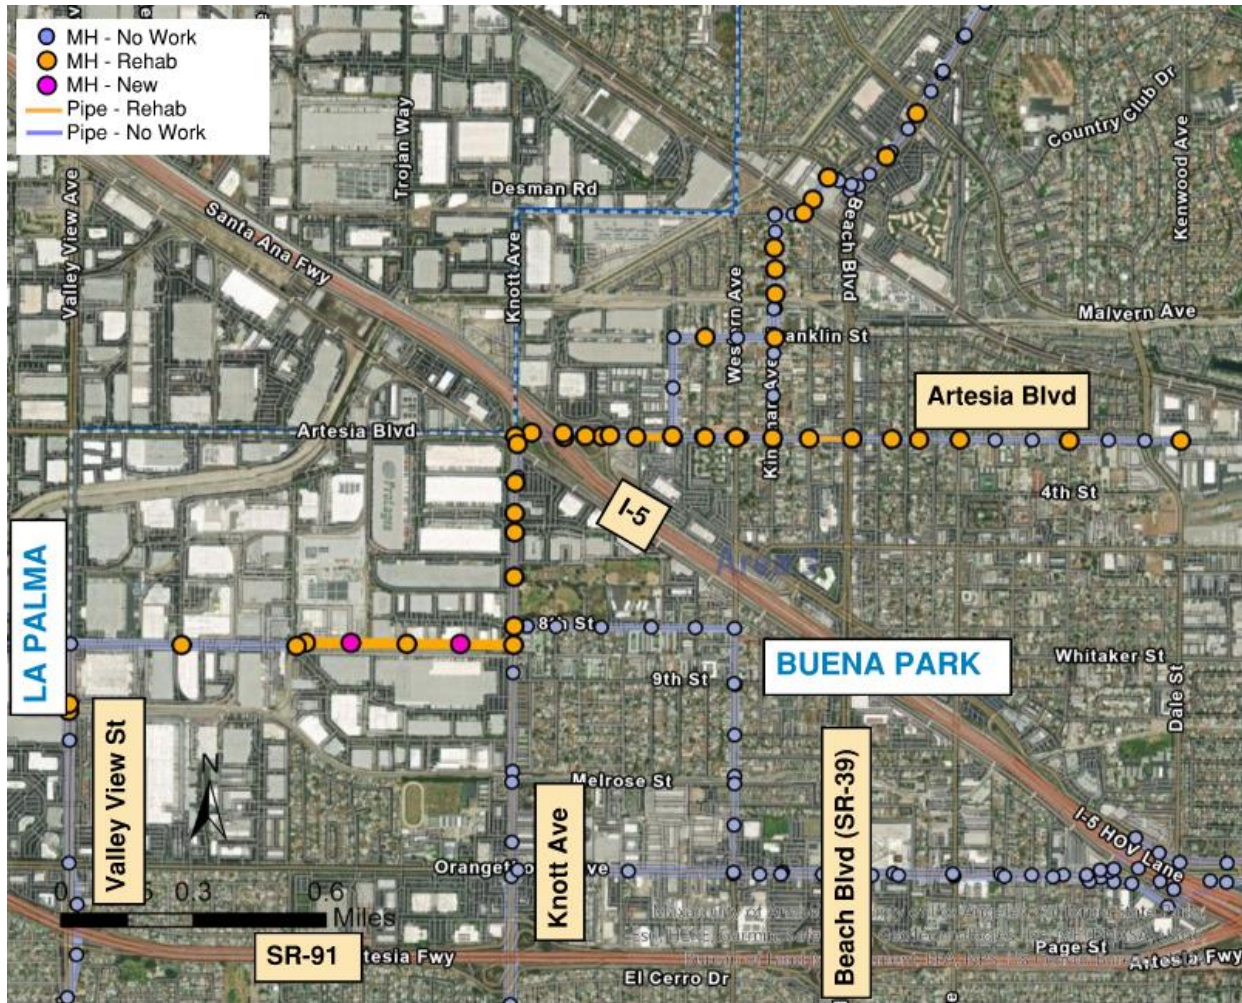 MH - No Work
MH - Rehab
MH - New
Pipe - Rehab
Pipe - No Work
Country Club Dr
Kenwood Ave
Trojan Way
Desman Rd
Valley View Ave
Santa Ana Fwy
Knott Ave
Beach Blvd
Western Ave
Malvern Ave
anklin St
Artesia Blvd
Artesia Blvd
4th St
I-5
LA PALMA
8th St
BUENA PARK
Whitaker St
9th St
Dale St
Valley View St
N
Melrose St
Knott Ave
Beach Blvd (SR-39)
I-5 HOV Lane
0.3
0.6
Miles
SR-91
tesia Fwy
Page St
Artesia Fwy
El Cerro Dr